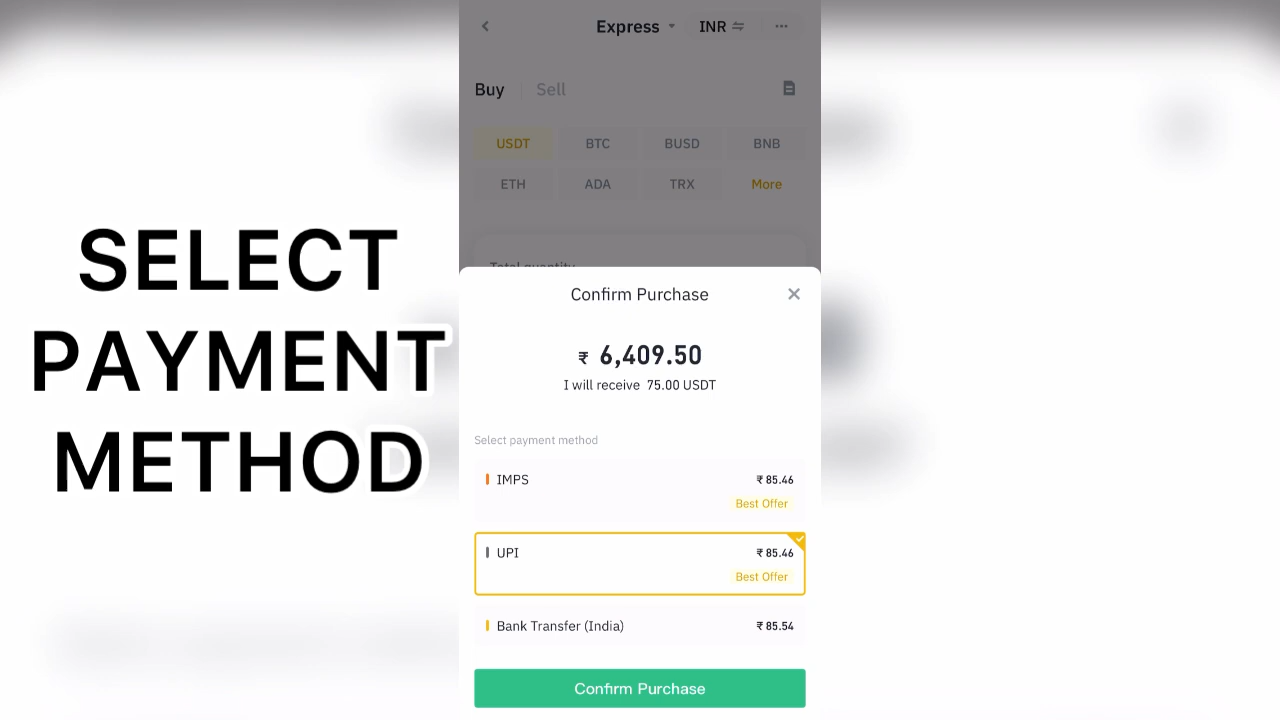 SELECT
PAYMENT
METHOD
Express INR
Buy Sell
USDT BTC BUSD BNB
ETH ADA TRX More
Total quantity
Confirm Purchase
₹ 6,409.50
I will receive 75.00 USDT
Select payment method
IMPS ₹ 85.46
Best Offer
UPI ₹ 85.46
Best Offer
Bank Transfer (India) ₹ 85.54
Confirm Purchase